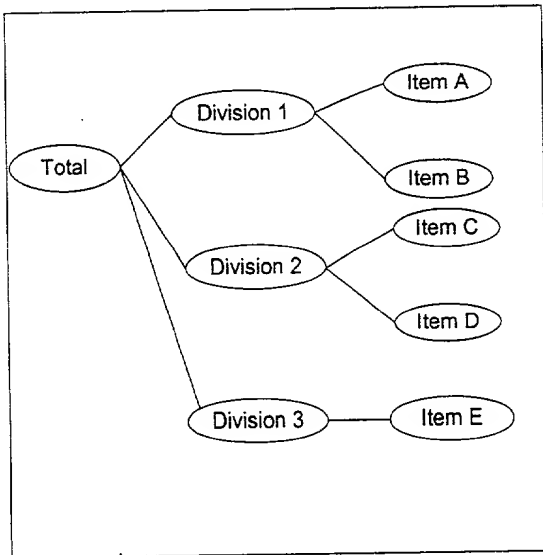 Item A
Division 1
Total
Item B
Item C
Division 2
Item D
Division 3
Item E